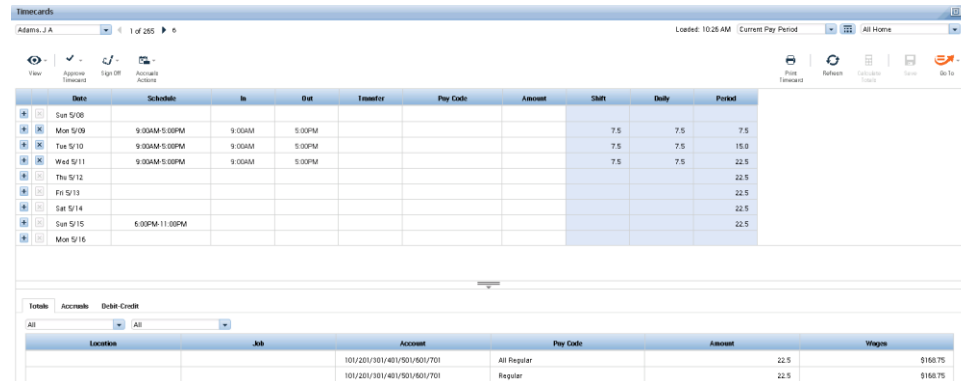 Timecards
Adams, J A 1 of 265 6 Loaded: 10:26 AM Current Pay Period All Home
View Approve Timecard Sign Off Accruals Actions Print Timecard Refresh Calculate Totals Save Go To
Date Schedule In Out Transfer Pay Code Amount Shift Daily Period
Sun 5/08
Mon 5/09 9:00AM-5:00PM 9:00AM 5:00PM 7.5 7.5 7.5
Tue 5/10 9:00AM-5:00PM 9:00AM 5:00PM 7.5 7.5 15.0
Wed 5/11 9:00AM-5:00PM 9:00AM 5:00PM 7.5 7.5 22.5
Thu 5/12 22.5
Fri 5/13 22.5
Sat 5/14 22.5
Sun 5/15 6:00PM-11:00PM 22.5
Mon 5/16
Totals Accruals Debit-Credit
All All
Location Job Account Pay Code Amount Wages
101/201/301/401/501/601/701 All Regular 22.5 $168.75
101/201/301/401/501/601/701 Regular 22.5 $168.75